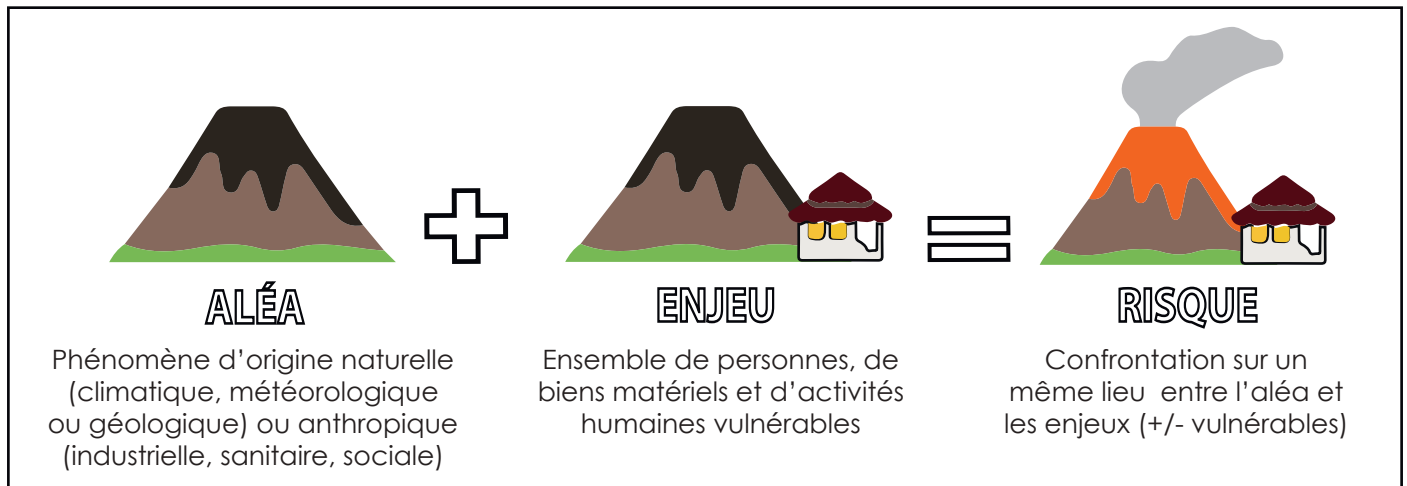 ALÉA
Phénomène d’origine naturelle
(climatique, météorologique
ou géologique) ou anthropique
(industrielle, sanitaire, sociale)
ENJEU
Ensemble de personnes, de
biens matériels et d’activités
humaines vulnérables
RISQUE
Confrontation sur un
même lieu entre l’aléa et
les enjeux (+/- vulnérables)